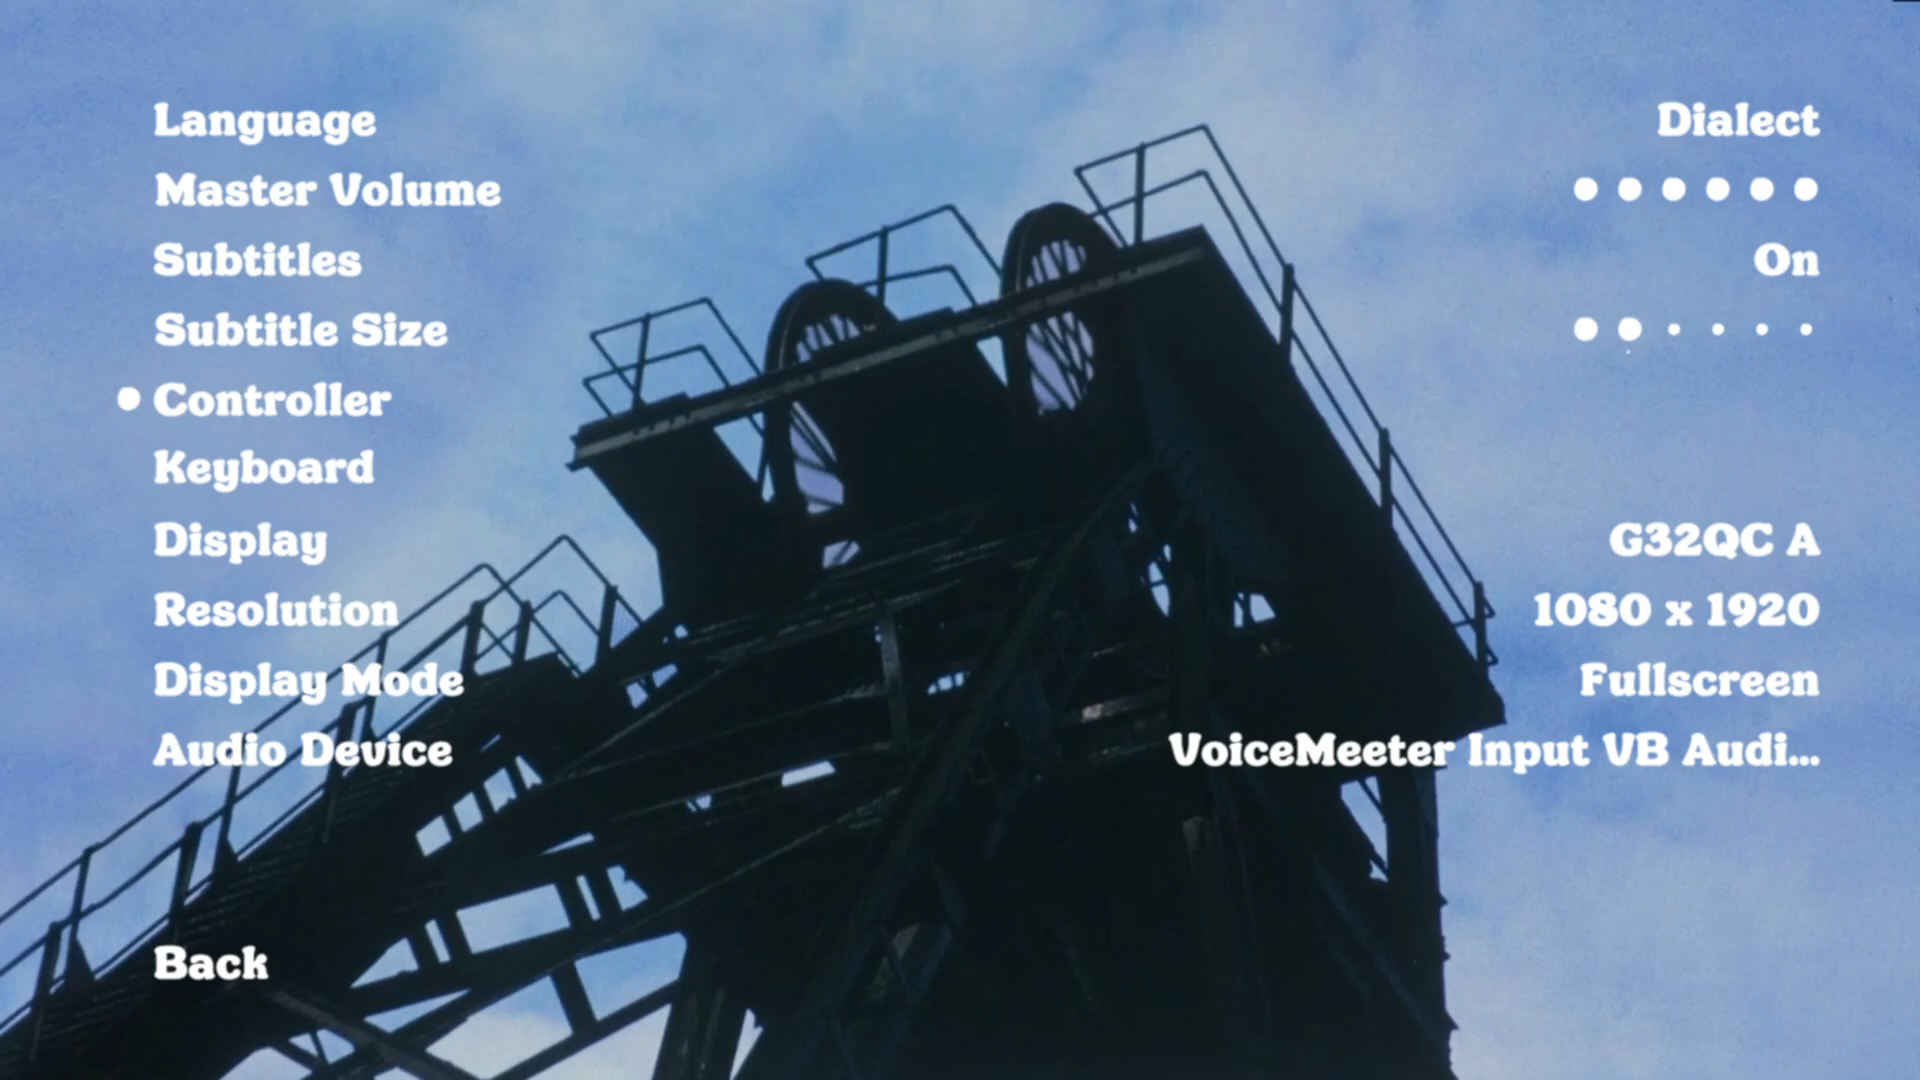 Language Dialect
Master Volume
Subtitles On
Subtitle Size
Controller
Keyboard
Display G32QC A
Resolution 1080 x 1920
Display Mode Fullscreen
Audio Device VoiceMeeter Input VB Audi...
Back